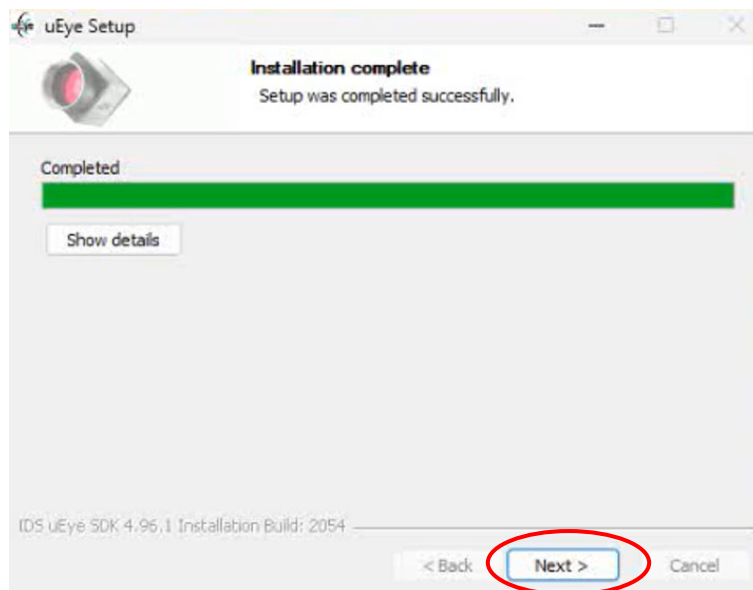 uEye Setup
Installation complete
Setup was completed successfully.
Completed
Show details
IDS uEye SDK 4.96.1 Installation Build: 2054
< Back
Next >
Cancel